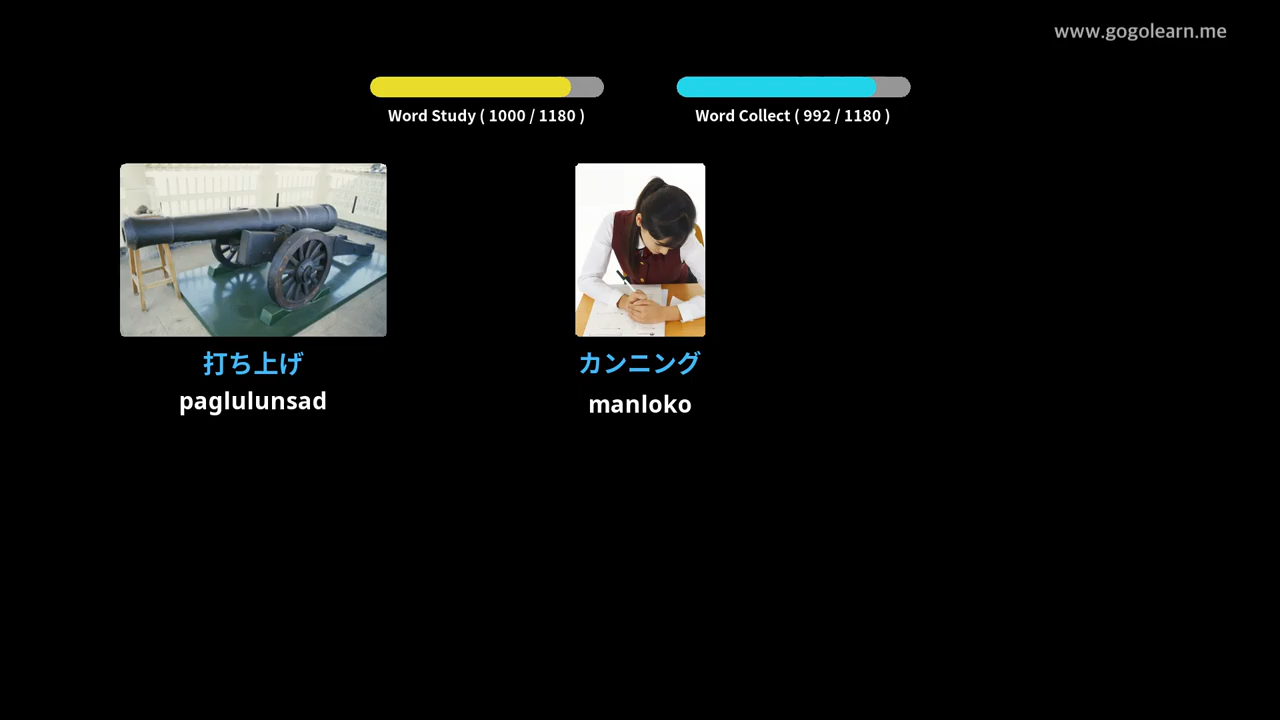 www.gogolearn.me
Word Study ( 1000 / 1180 )
Word Collect ( 992 / 1180 )
打ち上げ
paglulunsad
カンニング
manloko